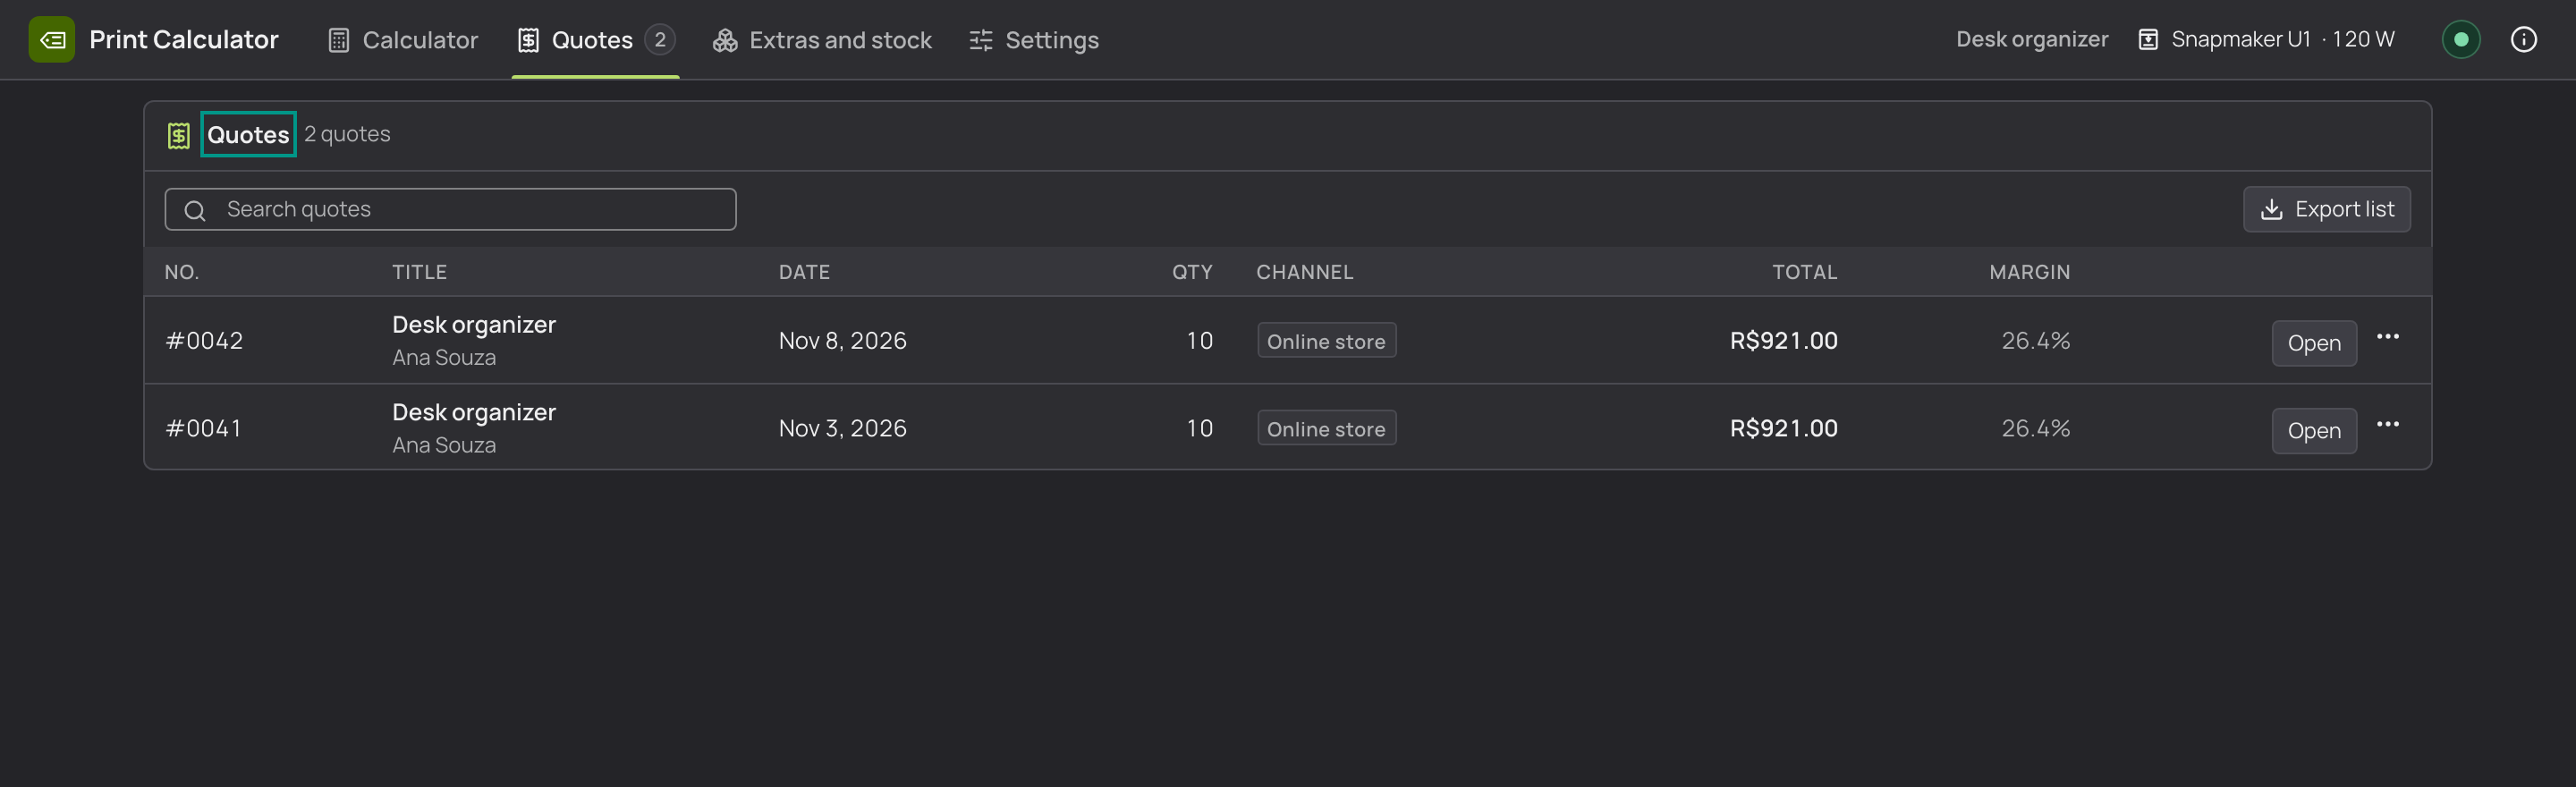 Print Calculator
Calculator
Quotes 2
Extras and stock
Settings
Desk organizer
Snapmaker U1 · 120 W
Quotes 2 quotes
Search quotes
Export list
NO. TITLE DATE QTY CHANNEL TOTAL MARGIN
#0042 Desk organizer Nov 8, 2026 10 Online store R$921.00 26.4% Open
Ana Souza
#0041 Desk organizer Nov 3, 2026 10 Online store R$921.00 26.4% Open
Ana Souza